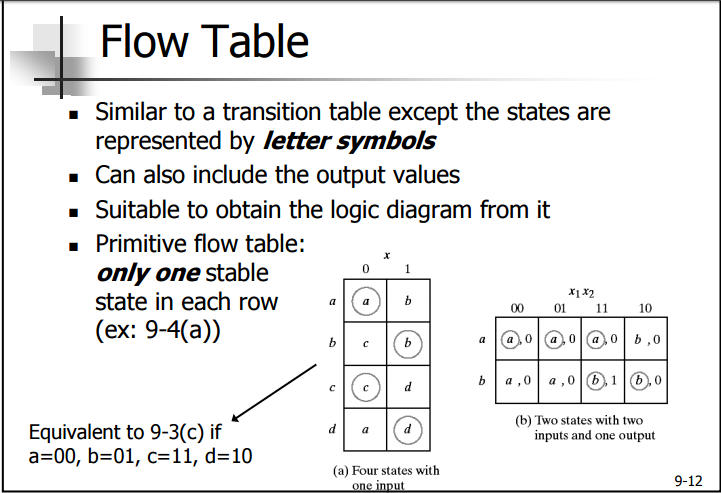 Flow Table
Similar to a transition table except the states are
represented by letter symbols
Can also include the output values
Suitable to obtain the logic diagram from it
Primitive flow table:
only one stable
state in each row
(ex: 9-4(a))
Equivalent to 9-3(c) if
a=00, b=01, c=11, d=10
x
0 1
a a b
b c b
c c d
d a d
(a) Four states with
one input
x1 x2
00 01 11 10
a a , 0 a , 0 a , 0 b , 0
b a , 0 a , 0 b , 1 b , 0
(b) Two states with two
inputs and one output
9-12